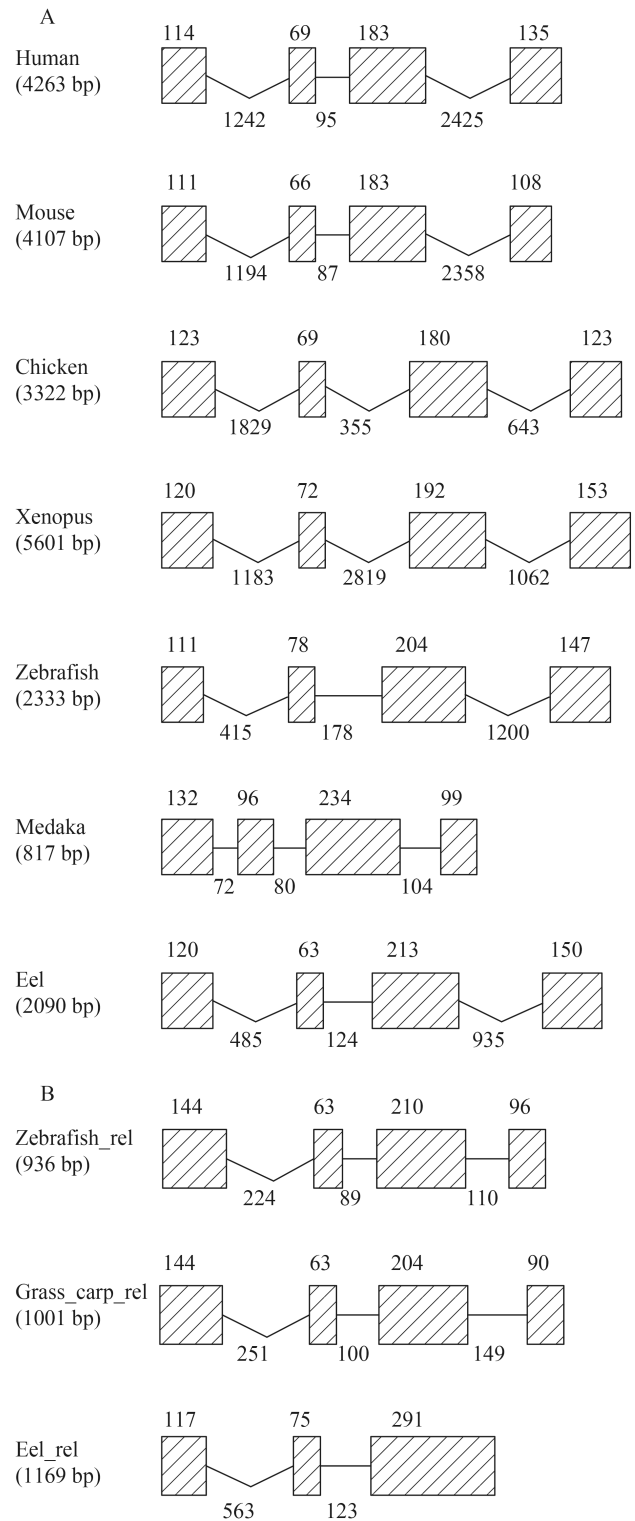 A
114 69 183 135
Human
(4263 bp)
1242 95 2425
111 66 183 108
Mouse
(4107 bp)
1194 87 2358
123 69 180 123
Chicken
(3322 bp)
1829 355 643
120 72 192 153
Xenopus
(5601 bp)
1183 2819 1062
111 78 204 147
Zebrafish
(2333 bp)
415 178 1200
132 96 234 99
Medaka
(817 bp)
72 80 104
120 63 213 150
Eel
(2090 bp)
485 124 935
B
144 63 210 96
Zebrafish_rel
(936 bp)
224 89 110
144 63 204 90
Grass_carp_rel
(1001 bp)
251 100 149
117 75 291
Eel_rel
(1169 bp)
563 123